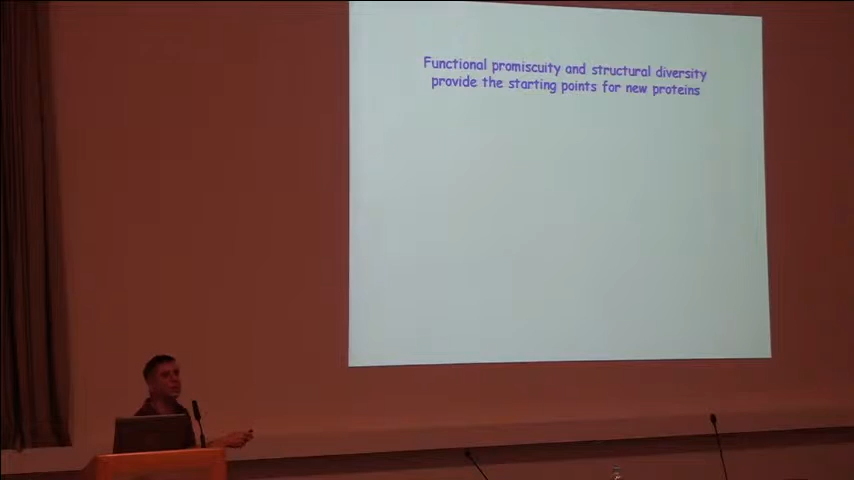 Functional promiscuity and structural diversity
provide the starting points for new proteins